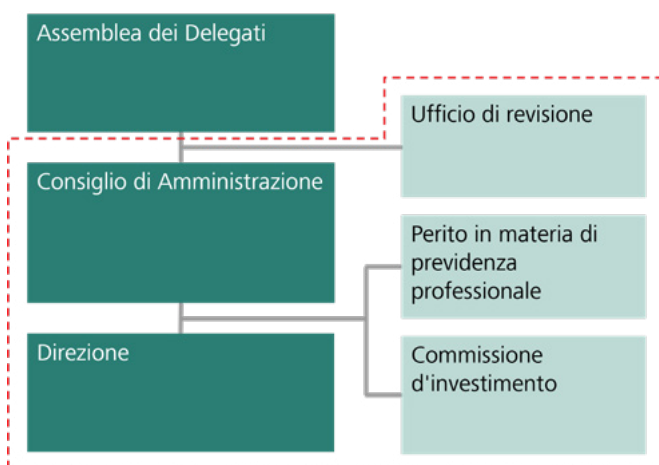 Assemblea dei Delegati
Ufficio di revisione
Consiglio di Amministrazione
Perito in materia di
previdenza
professionale
Direzione
Commissione
d'investimento